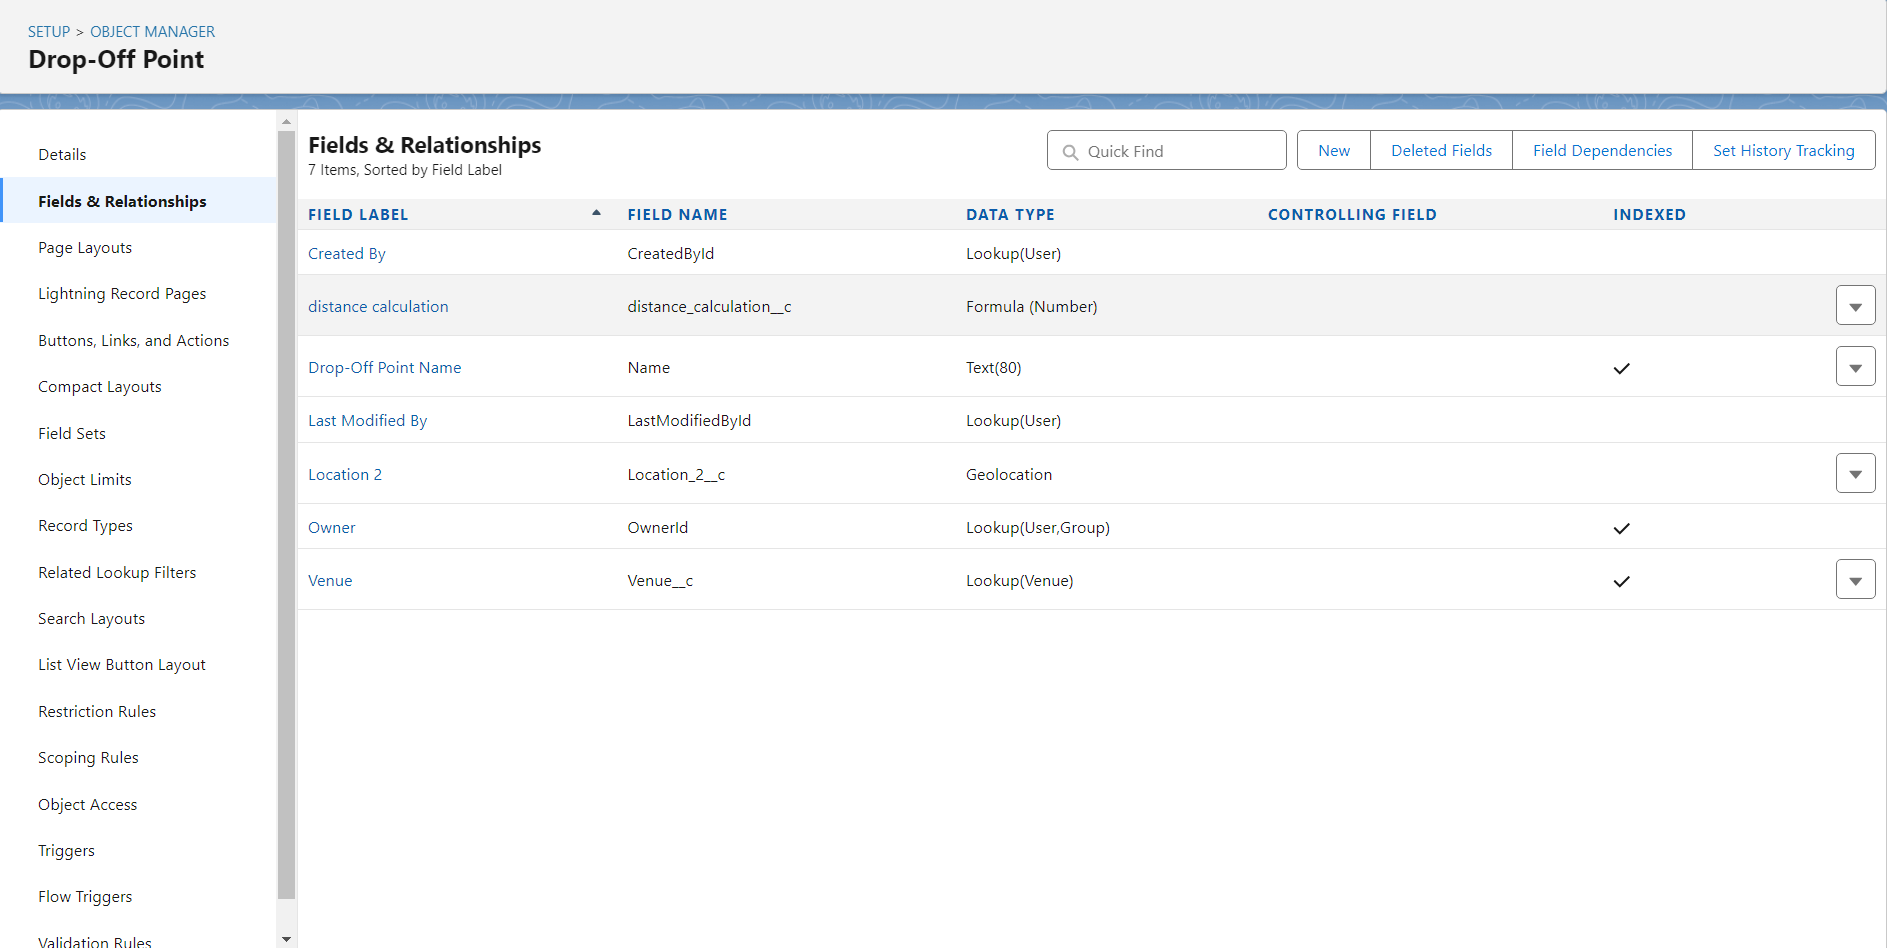 SETUP > OBJECT MANAGER
Drop-Off Point
Details
Fields & Relationships
Page Layouts
Lightning Record Pages
Buttons, Links, and Actions
Compact Layouts
Field Sets
Object Limits
Record Types
Related Lookup Filters
Search Layouts
List View Button Layout
Restriction Rules
Scoping Rules
Object Access
Triggers
Flow Triggers
Validation Rules
Fields & Relationships
7 Items, Sorted by Field Label
Quick Find New Deleted Fields Field Dependencies Set History Tracking
FIELD LABEL FIELD NAME DATA TYPE CONTROLLING FIELD INDEXED
Created By CreatedById Lookup(User)
distance calculation distance_calculation__c Formula (Number)
Drop-Off Point Name Name Text(80)
Last Modified By LastModifiedById Lookup(User)
Location 2 Location_2__c Geolocation
Owner OwnerId Lookup(User,Group)
Venue Venue__c Lookup(Venue)